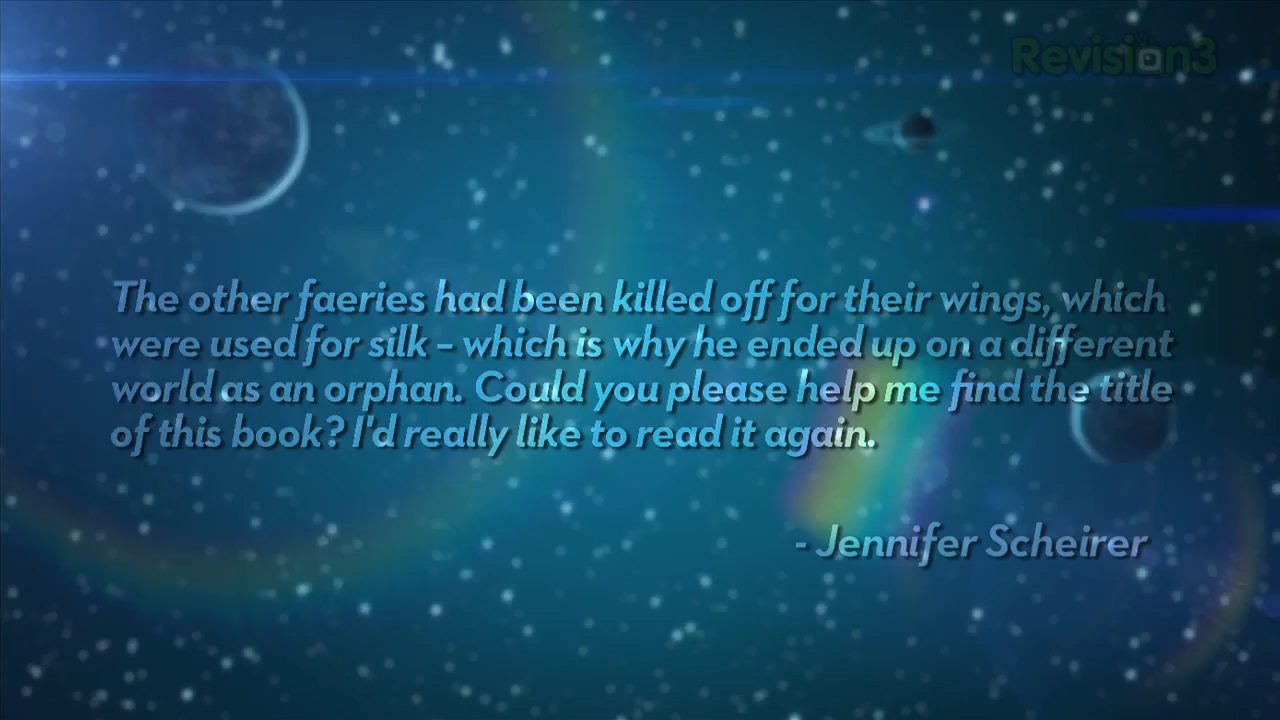 Revision3
The other faeries had been killed off for their wings, which
were used for silk – which is why he ended up on a different
world as an orphan. Could you please help me find the title
of this book? I'd really like to read it again.
- Jennifer Scheirer